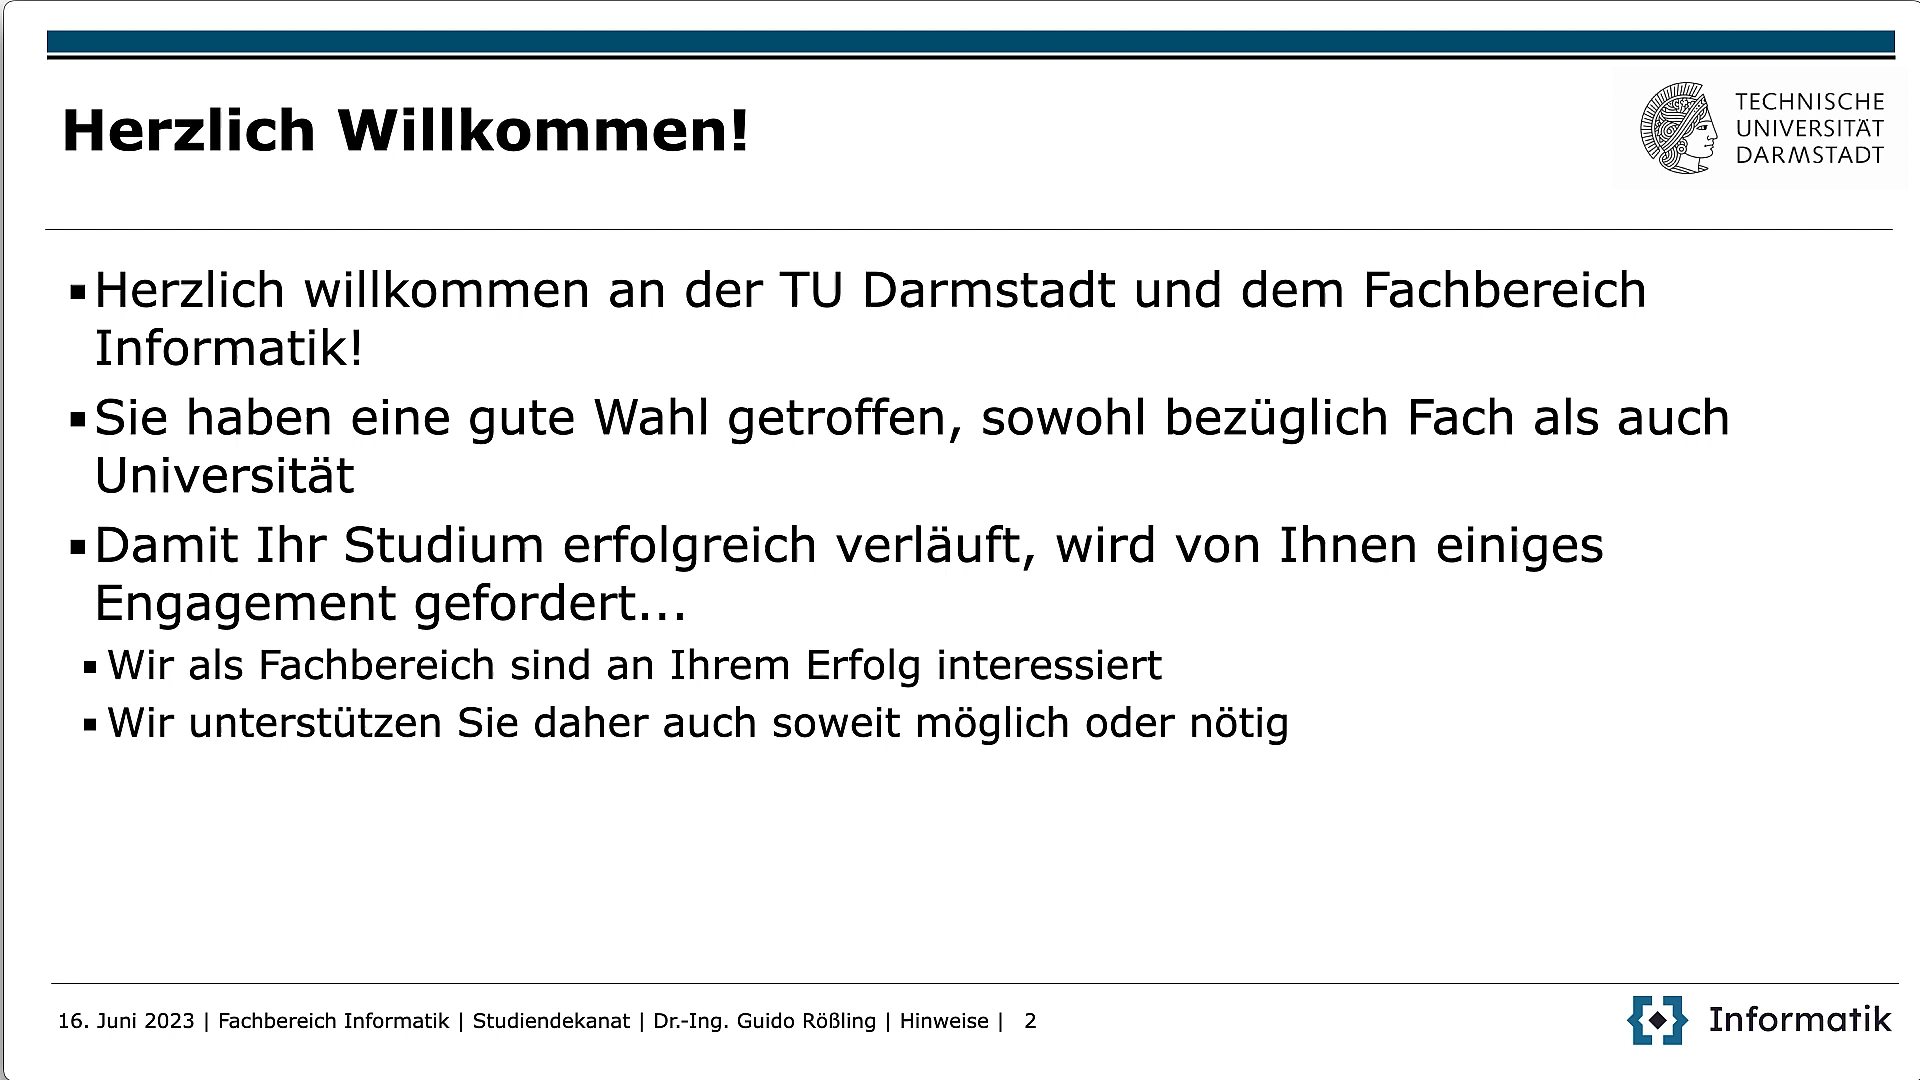 Herzlich Willkommen!
TECHNISCHE
UNIVERSITÄT
DARMSTADT
▪Herzlich willkommen an der TU Darmstadt und dem Fachbereich
Informatik!
▪Sie haben eine gute Wahl getroffen, sowohl bezüglich Fach als auch
Universität
▪Damit Ihr Studium erfolgreich verläuft, wird von Ihnen einiges
Engagement gefordert...
▪Wir als Fachbereich sind an Ihrem Erfolg interessiert
▪Wir unterstützen Sie daher auch soweit möglich oder nötig
16. Juni 2023 | Fachbereich Informatik | Studiendekanat | Dr.-Ing. Guido Rößling | Hinweise | 2
Informatik